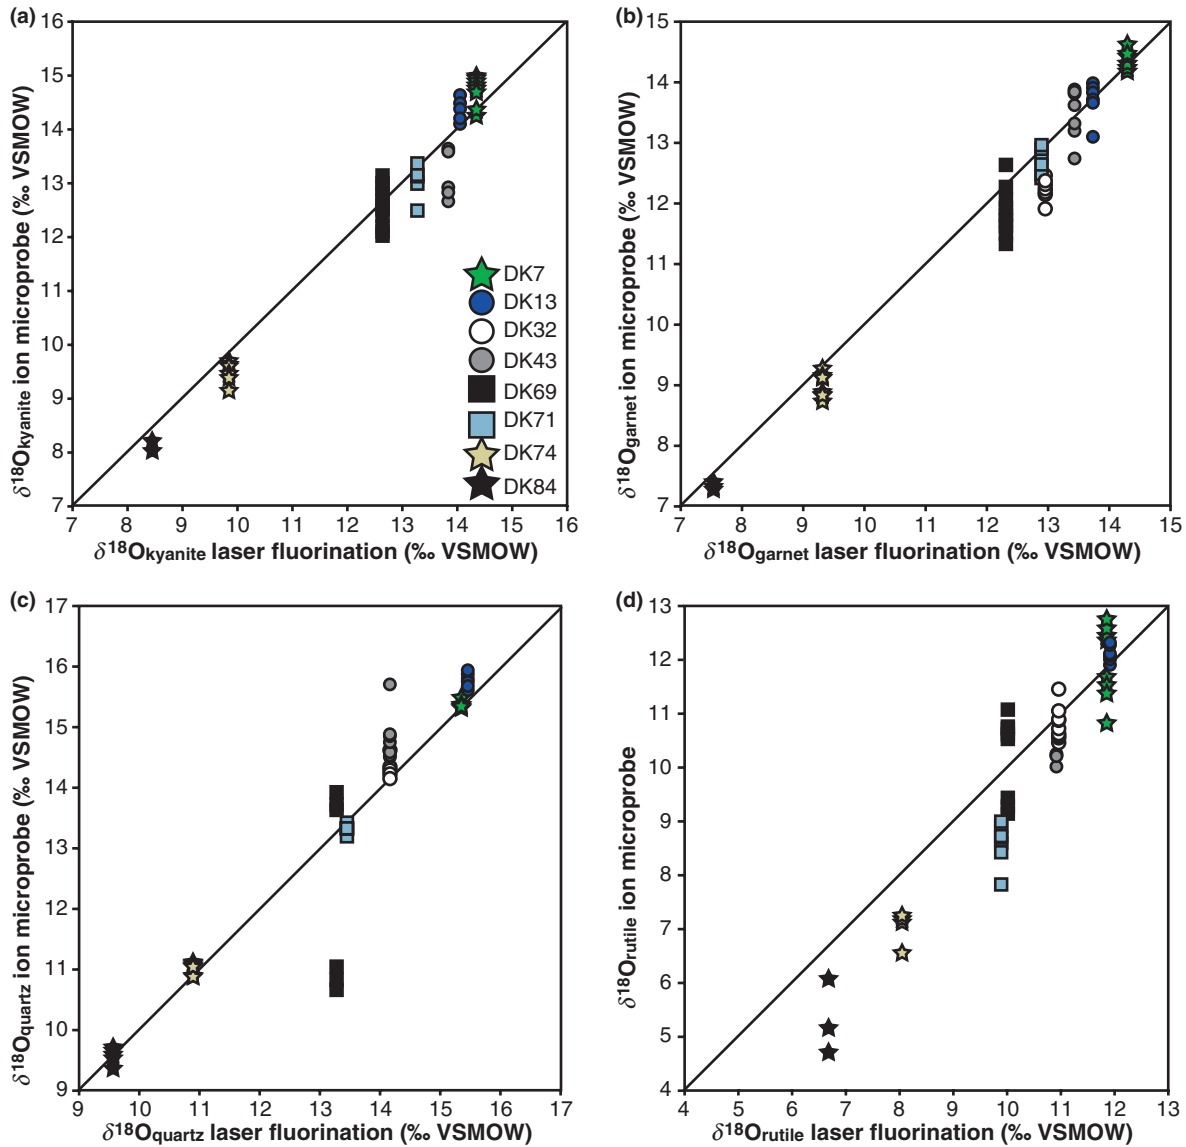 (a)
16
15
14
13
12
11
10
9
8
7
7 8 9 10 11 12 13 14 15 16
δ¹⁸Okyanite ion microprobe (‰ VSMOW)
δ¹⁸Okyanite laser fluorination (‰ VSMOW)
DK7
DK13
DK32
DK43
DK69
DK71
DK74
DK84
(b)
15
14
13
12
11
10
9
8
7
7 8 9 10 11 12 13 14 15
δ¹⁸Ogarnet ion microprobe (‰ VSMOW)
δ¹⁸Ogarnet laser fluorination (‰ VSMOW)
(c)
17
16
15
14
13
12
11
10
9
9 10 11 12 13 14 15 16 17
δ¹⁸Oquartz ion microprobe (‰ VSMOW)
δ¹⁸Oquartz laser fluorination (‰ VSMOW)
(d)
13
12
11
10
9
8
7
6
5
4
4 5 6 7 8 9 10 11 12 13
δ¹⁸Orutile ion microprobe
δ¹⁸Orutile laser fluorination (‰ VSMOW)